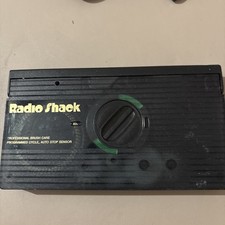 Radio Shack
PROFESSIONAL BRUSH CARE
PROGRAMMED CYCLE, AUTO STOP SENSOR